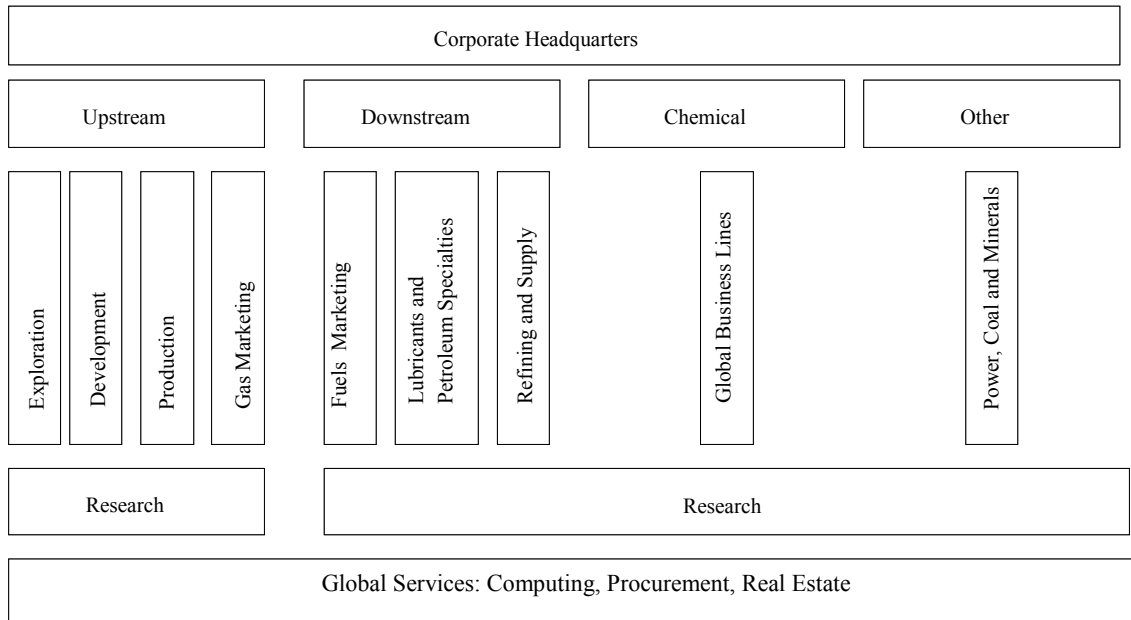 Corporate Headquarters
Upstream
Downstream
Chemical
Other
Exploration
Development
Production
Gas Marketing
Fuels Marketing
Lubricants and
Petroleum Specialties
Refining and Supply
Global Business Lines
Power, Coal and Minerals
Research
Research
Global Services: Computing, Procurement, Real Estate